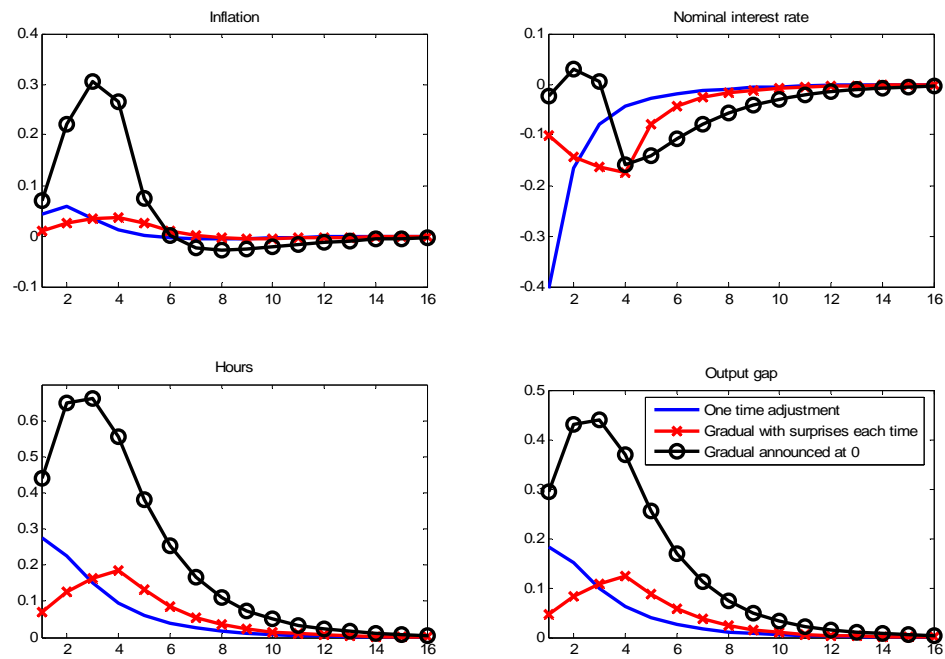 Inflation
0.4
0.3
0.2
0.1
0
-0.1
2 4 6 8 10 12 14 16
Nominal interest rate
0.1
0
-0.1
-0.2
-0.3
-0.4
2 4 6 8 10 12 14 16
Hours
0.6
0.5
0.4
0.3
0.2
0.1
0
2 4 6 8 10 12 14 16
Output gap
0.5
0.4
0.3
0.2
0.1
0
2 4 6 8 10 12 14 16
One time adjustment
Gradual with surprises each time
Gradual announced at 0